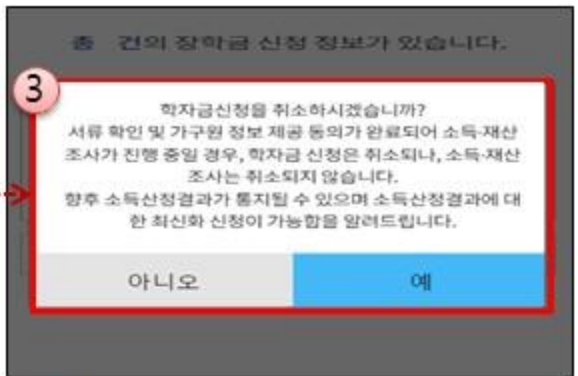 총 건의 장학금 신청 정보가 있습니다.
3
학자금신청을 취소하시겠습니까?
서류 확인 및 가구원 정보 제공 동의가 완료되어 소득·재산
조사가 진행 중일 경우, 학자금 신청은 취소되나, 소득·재산
조사는 취소되지 않습니다.
향후 소득산정결과가 통지될 수 있으며 소득산정결과에 대
한 최신화 신청이 가능함을 알려드립니다.
아니오 예